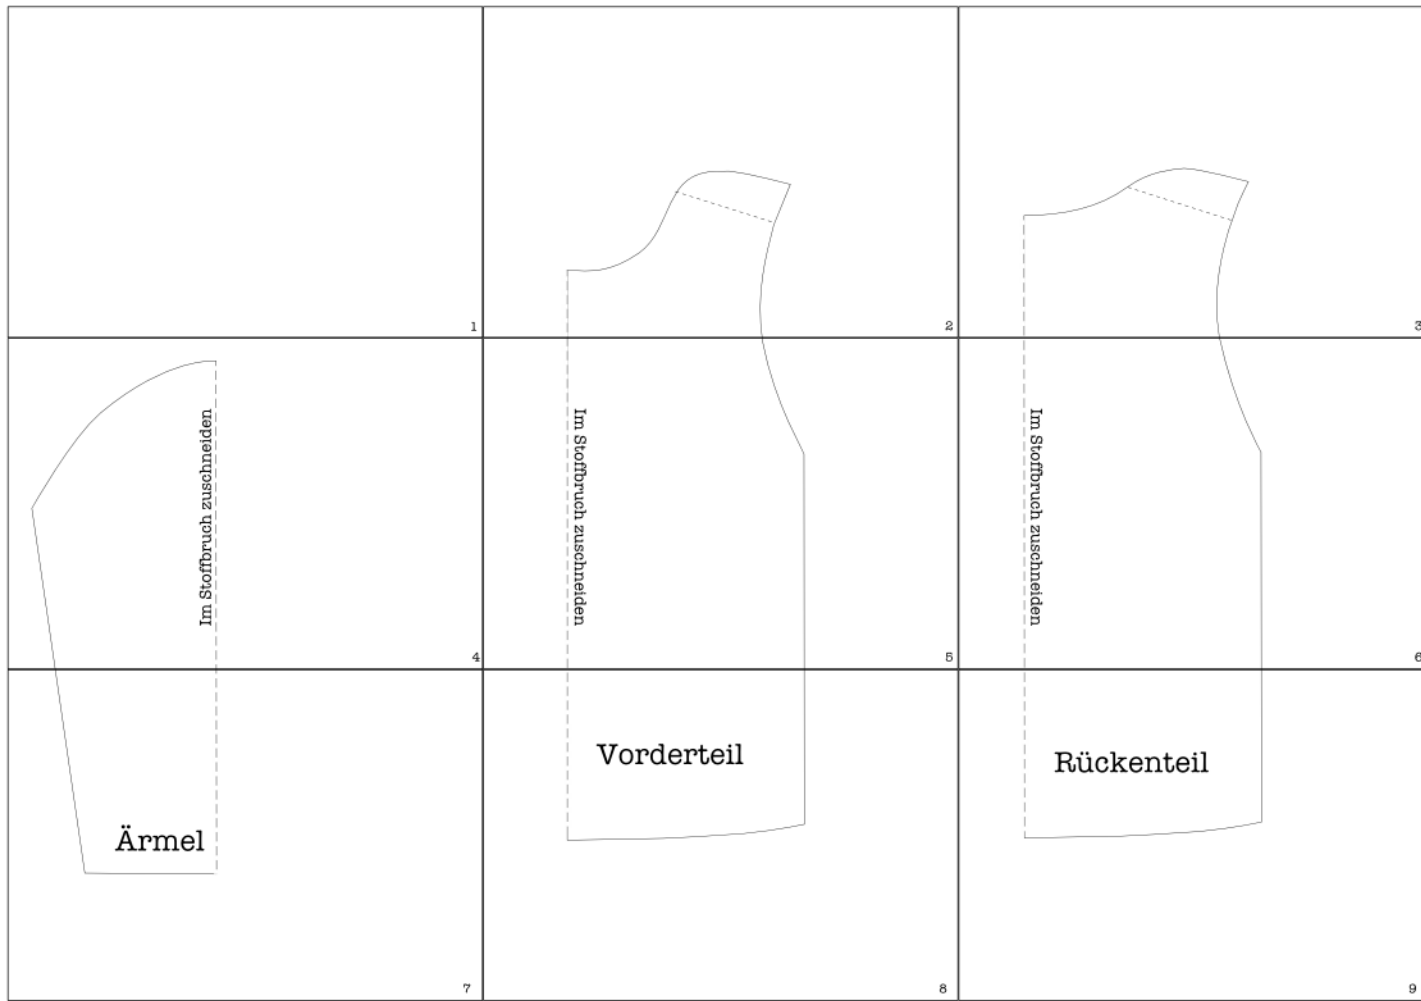 1
2
3
Im Stoffbruch zuschneiden
Im Stoffbruch zuschneiden
Im Stoffbruch zuschneiden
4
5
6
Ärmel
Vorderteil
Rückenteil
7
8
9